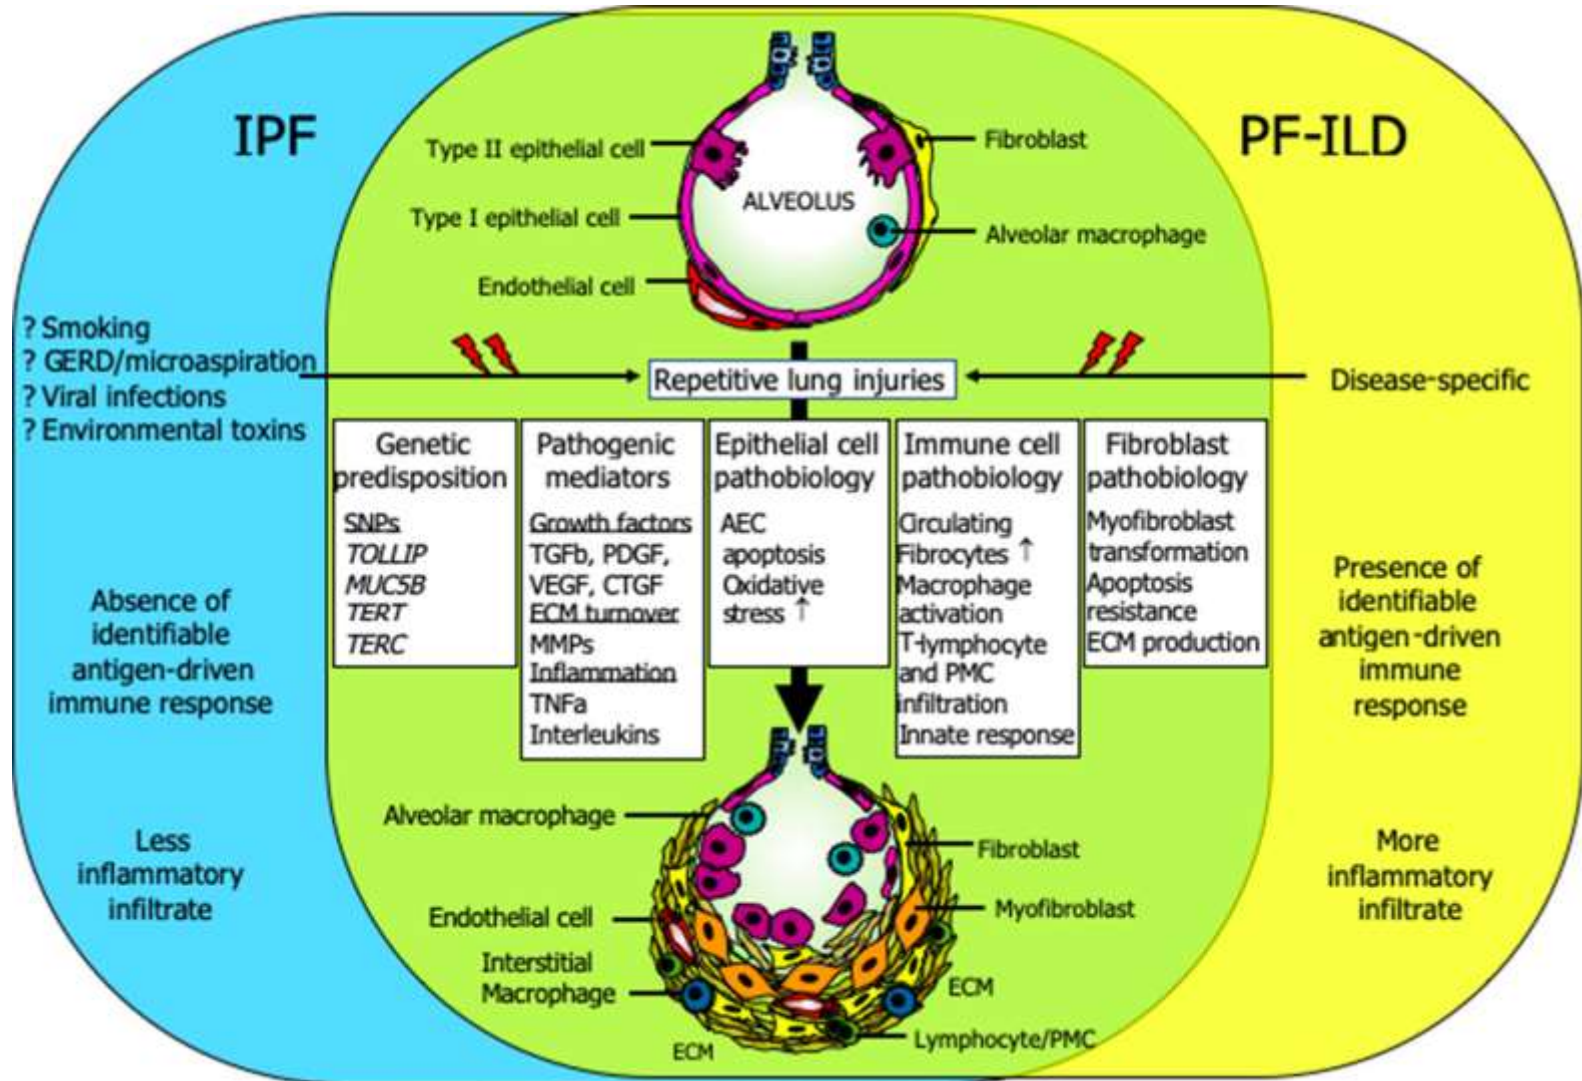 IPF
PF-ILD
Type II epithelial cell
Fibroblast
ALVEOLUS
Type I epithelial cell
Alveolar macrophage
Endothelial cell
? Smoking
? GERD/microaspiration
? Viral infections
? Environmental toxins
Repetitive lung injuries
Disease-specific
Genetic
predisposition
SNPs
TOLLIP
MUC5B
TERT
TERC
Pathogenic
mediators
Growth factors
TGFb, PDGF,
VEGF, CTGF
ECM turnover
MMPs
Inflammation
TNFa
Interleukins
Epithelial cell
pathobiology
AEC
apoptosis
Oxidative
stress ↑
Immune cell
pathobiology
Circulating
Fibrocytes ↑
Macrophage
activation
T-lymphocyte
and PMC
infiltration
Innate response
Fibroblast
pathobiology
Myofibroblast
transformation
Apoptosis
resistance
ECM production
Absence of
identifiable
antigen-driven
immune response
Presence of
identifiable
antigen-driven
immune
response
Less
inflammatory
infiltrate
More
inflammatory
infiltrate
Alveolar macrophage
Fibroblast
Endothelial cell
Myofibroblast
Interstitial
Macrophage
ECM
Lymphocyte/PMC
ECM